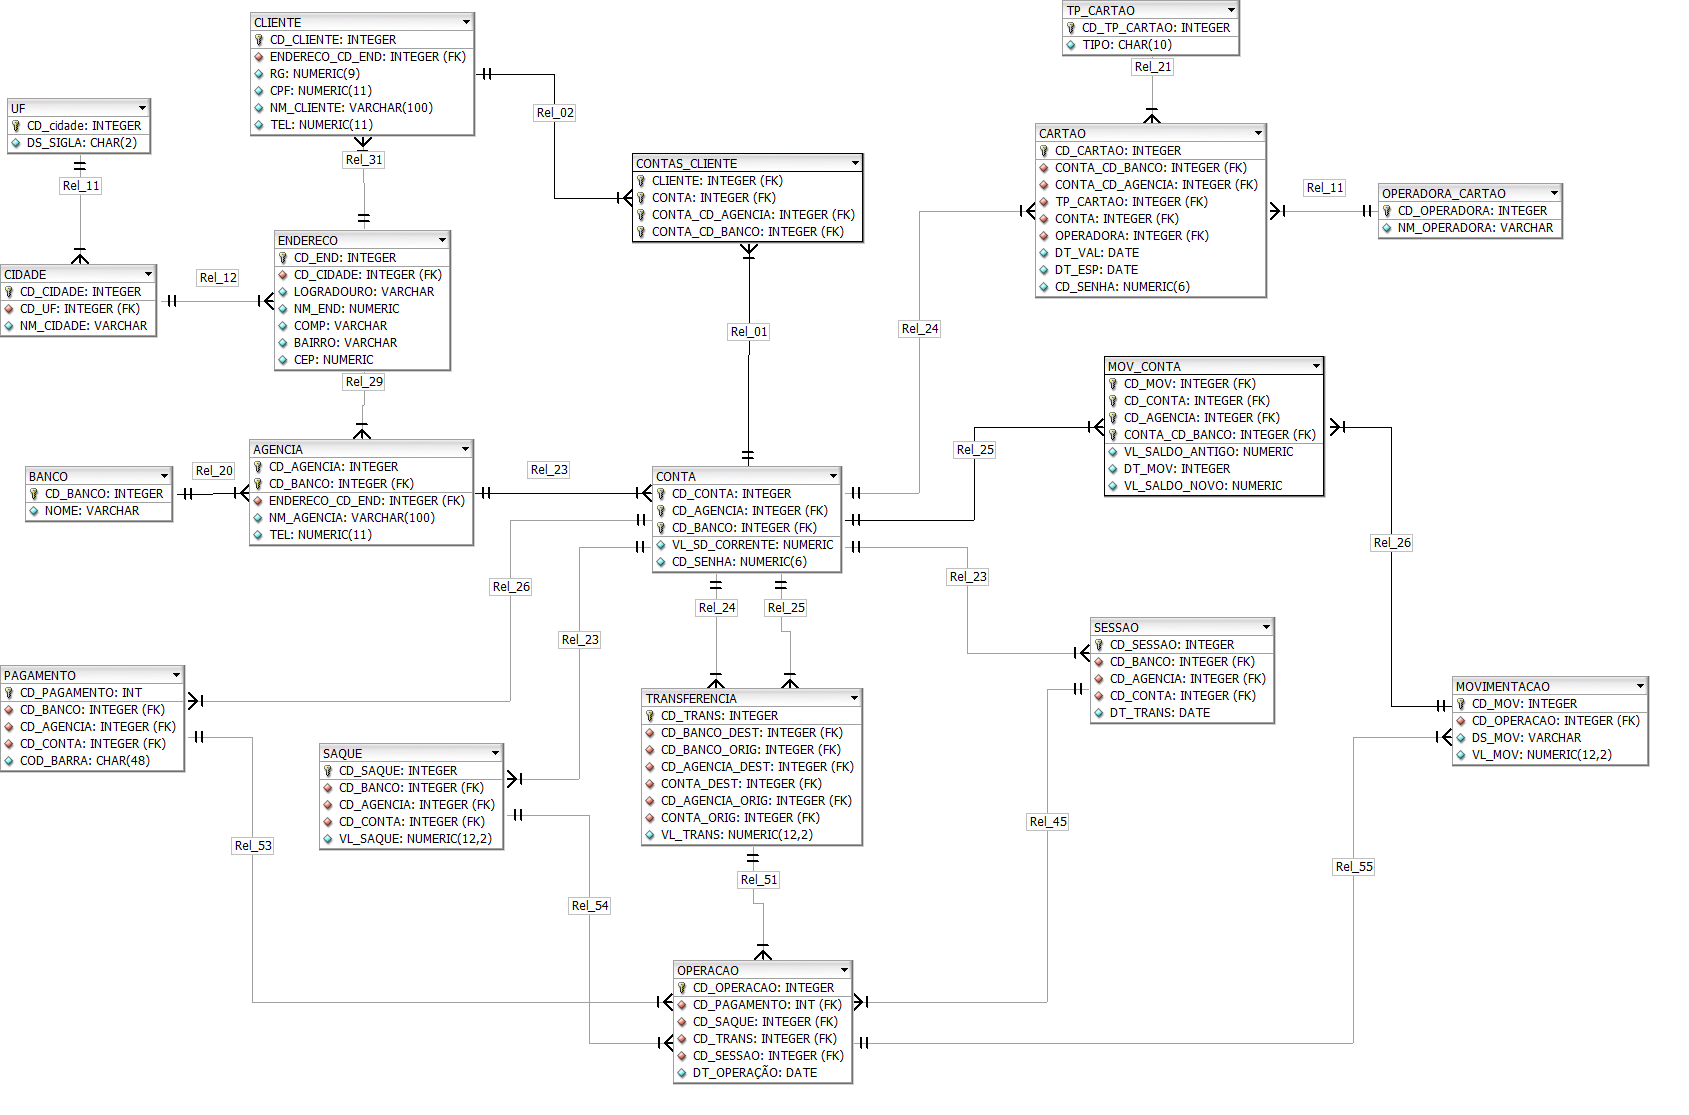 CLIENTE
CD_CLIENTE: INTEGER
ENDERECO_CD_END: INTEGER (FK)
RG: NUMERIC(9)
CPF: NUMERIC(11)
NM_CLIENTE: VARCHAR(100)
TEL: NUMERIC(11)
TP_CARTAO
CD_TP_CARTAO: INTEGER
TIPO: CHAR(10)
Rel_21
Rel_02
UF
CD_cidade: INTEGER
DS_SIGLA: CHAR(2)
Rel_11
Rel_31
CONTAS_CLIENTE
CLIENTE: INTEGER (FK)
CONTA: INTEGER (FK)
CONTA_CD_AGENCIA: INTEGER (FK)
CONTA_CD_BANCO: INTEGER (FK)
CARTAO
CD_CARTAO: INTEGER
CONTA_CD_BANCO: INTEGER (FK)
CONTA_CD_AGENCIA: INTEGER (FK)
TP_CARTAO: INTEGER (FK)
CONTA: INTEGER (FK)
OPERADORA: INTEGER (FK)
DT_VAL: DATE
DT_ESP: DATE
CD_SENHA: NUMERIC(6)
Rel_11
OPERADORA_CARTAO
CD_OPERADORA: INTEGER
NM_OPERADORA: VARCHAR
CIDADE
CD_CIDADE: INTEGER
CD_UF: INTEGER (FK)
NM_CIDADE: VARCHAR
Rel_12
ENDERECO
CD_END: INTEGER
CD_CIDADE: INTEGER (FK)
LOGRADOURO: VARCHAR
NM_END: NUMERIC
COMP: VARCHAR
BAIRRO: VARCHAR
CEP: NUMERIC
Rel_29
Rel_01
Rel_24
MOV_CONTA
CD_MOV: INTEGER (FK)
CD_CONTA: INTEGER (FK)
CD_AGENCIA: INTEGER (FK)
CONTA_CD_BANCO: INTEGER (FK)
VL_SALDO_ANTIGO: NUMERIC
DT_MOV: INTEGER
VL_SALDO_NOVO: NUMERIC
BANCO
CD_BANCO: INTEGER
NOME: VARCHAR
Rel_20
AGENCIA
CD_AGENCIA: INTEGER
CD_BANCO: INTEGER (FK)
ENDERECO_CD_END: INTEGER (FK)
NM_AGENCIA: VARCHAR(100)
TEL: NUMERIC(11)
Rel_23
CONTA
CD_CONTA: INTEGER
CD_AGENCIA: INTEGER (FK)
CD_BANCO: INTEGER (FK)
VL_SD_CORRENTE: NUMERIC
CD_SENHA: NUMERIC(6)
Rel_25
Rel_26
Rel_26
Rel_23
Rel_24
Rel_25
Rel_23
SESSAO
CD_SESSAO: INTEGER
CD_BANCO: INTEGER (FK)
CD_AGENCIA: INTEGER (FK)
CD_CONTA: INTEGER (FK)
DT_TRANS: DATE
PAGAMENTO
CD_PAGAMENTO: INT
CD_BANCO: INTEGER (FK)
CD_AGENCIA: INTEGER (FK)
CD_CONTA: INTEGER (FK)
COD_BARRA: CHAR(48)
SAQUE
CD_SAQUE: INTEGER
CD_BANCO: INTEGER (FK)
CD_AGENCIA: INTEGER (FK)
CD_CONTA: INTEGER (FK)
VL_SAQUE: NUMERIC(12,2)
TRANSFERENCIA
CD_TRANS: INTEGER
CD_BANCO_DEST: INTEGER (FK)
CD_BANCO_ORIG: INTEGER (FK)
CD_AGENCIA_DEST: INTEGER (FK)
CONTA_DEST: INTEGER (FK)
CD_AGENCIA_ORIG: INTEGER (FK)
CONTA_ORIG: INTEGER (FK)
VL_TRANS: NUMERIC(12,2)
MOVIMENTACAO
CD_MOV: INTEGER
CD_OPERACAO: INTEGER (FK)
DS_MOV: VARCHAR
VL_MOV: NUMERIC(12,2)
Rel_53
Rel_54
Rel_51
Rel_45
Rel_55
OPERACAO
CD_OPERACAO: INTEGER
CD_PAGAMENTO: INT (FK)
CD_SAQUE: INTEGER (FK)
CD_TRANS: INTEGER (FK)
CD_SESSAO: INTEGER (FK)
DT_OPERAÇÃO: DATE